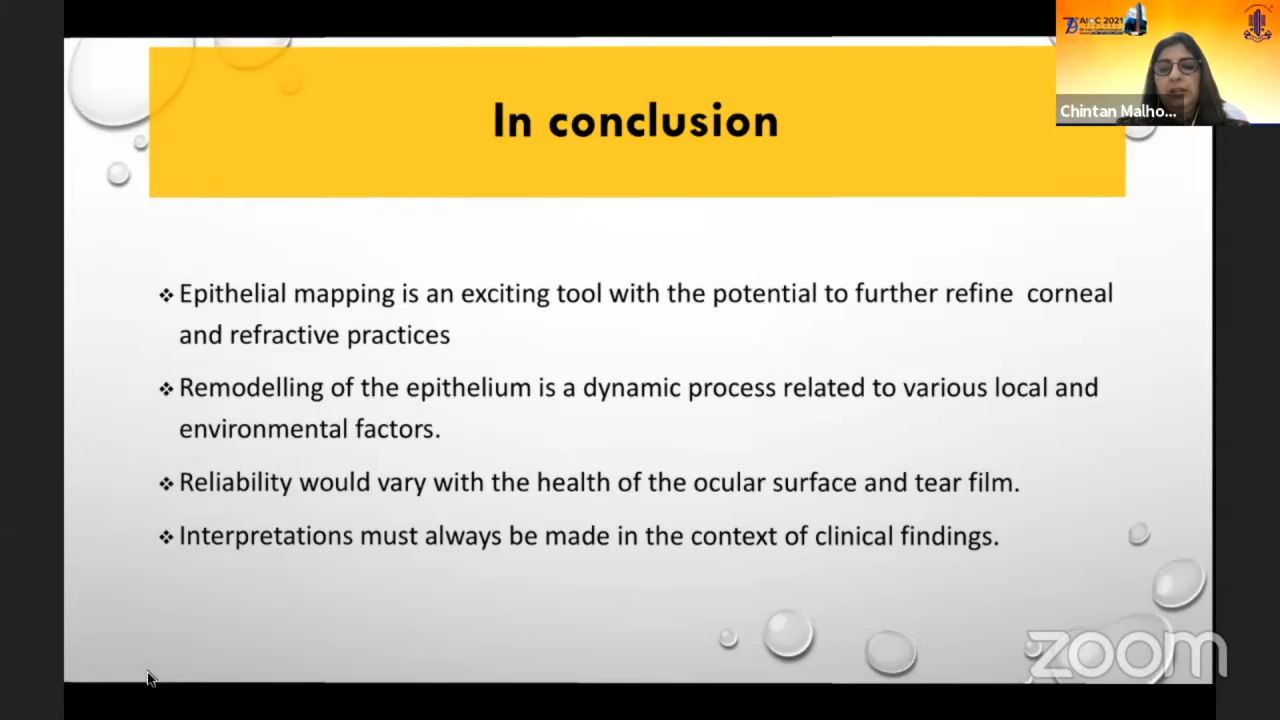 AIOC 2021
Chintan Malho...
In conclusion
❖ Epithelial mapping is an exciting tool with the potential to further refine corneal
and refractive practices
❖ Remodelling of the epithelium is a dynamic process related to various local and
environmental factors.
❖ Reliability would vary with the health of the ocular surface and tear film.
❖ Interpretations must always be made in the context of clinical findings.
zoom